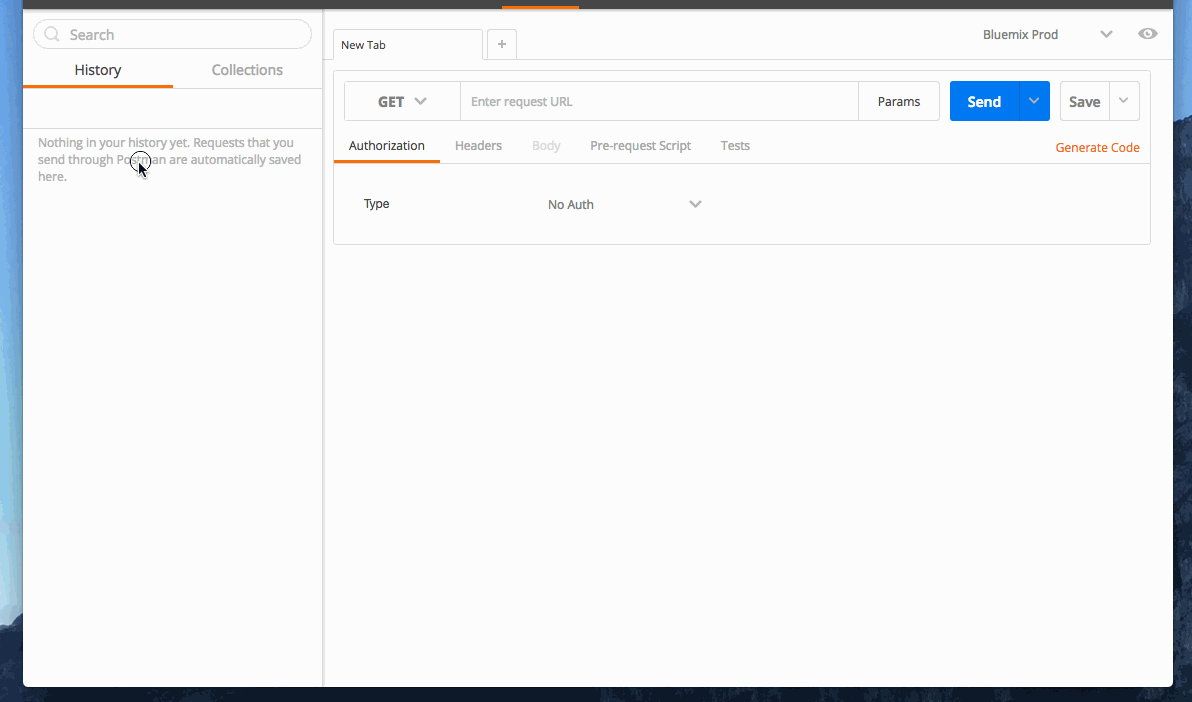 Search
History
Collections
Nothing in your history yet. Requests that you
send through Postman are automatically saved
here.
New Tab
+
Bluemix Prod
GET
Enter request URL
Params
Send
Save
Authorization
Headers
Body
Pre-request Script
Tests
Generate Code
Type
No Auth